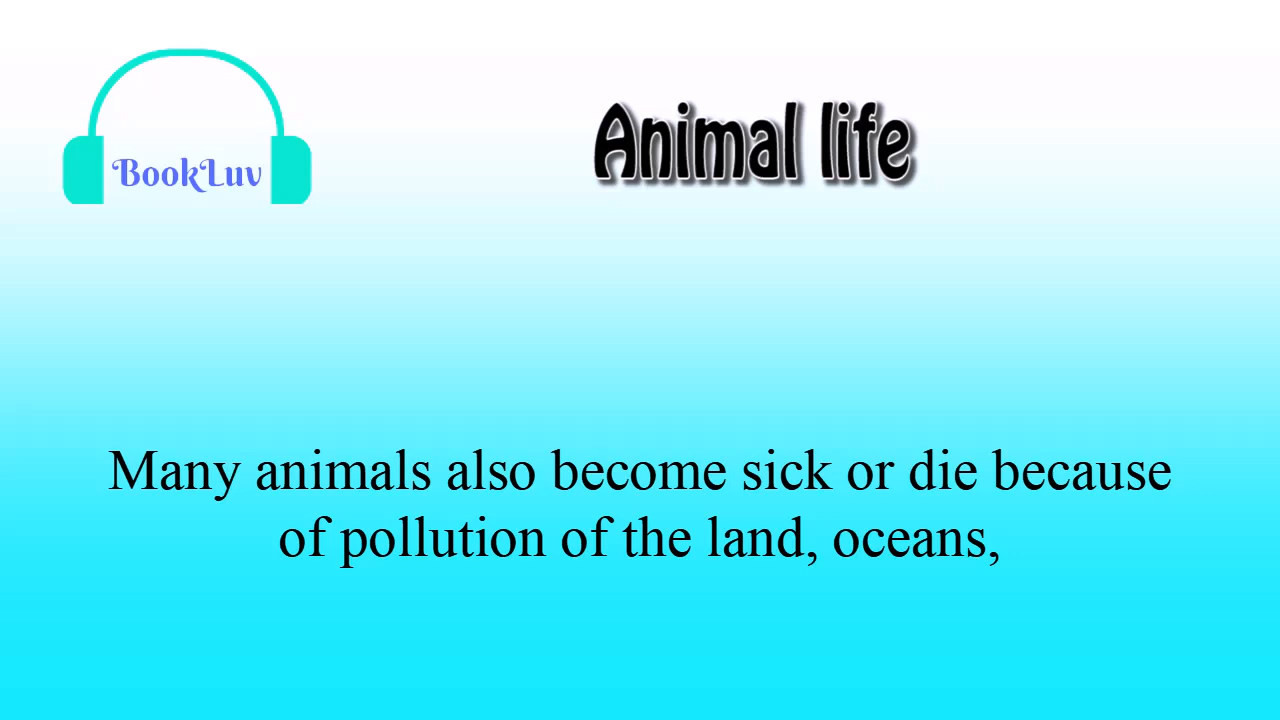 BookLuv
Animal life
Many animals also become sick or die because
of pollution of the land, oceans,